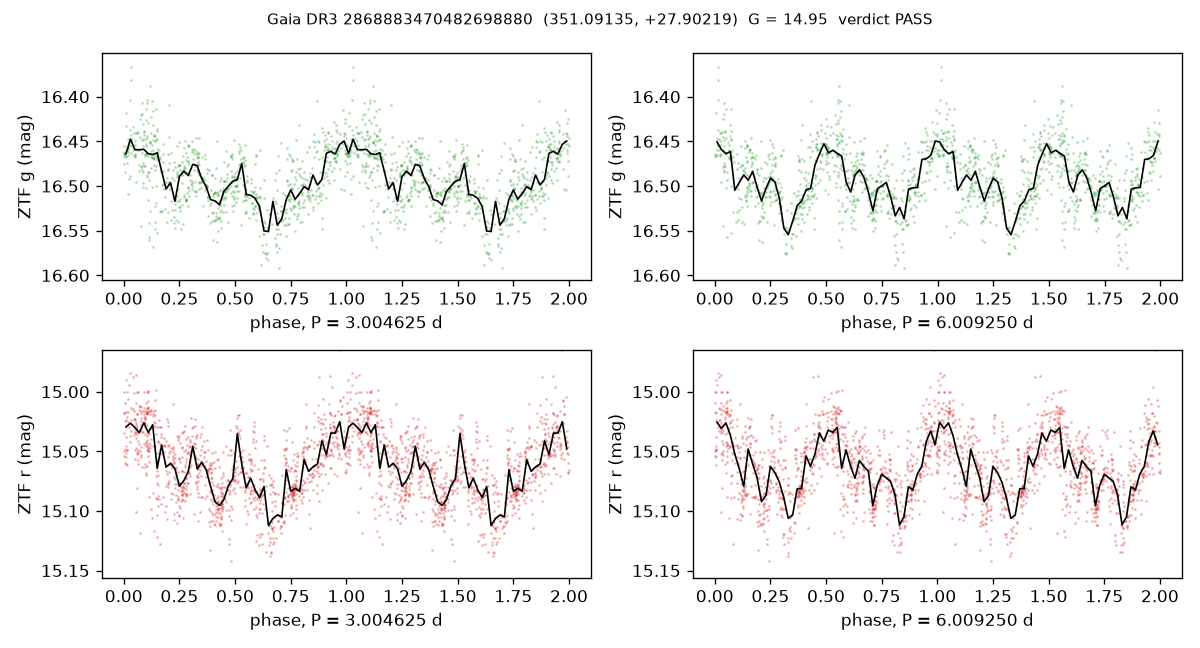 Gaia DR3 2868883470482698880 (351.09135, +27.90219) G = 14.95 verdict PASS
ZTF g (mag)
16.40
16.45
16.50
16.55
16.60
0.00 0.25 0.50 0.75 1.00 1.25 1.50 1.75 2.00
phase, P = 3.004625 d
ZTF g (mag)
16.40
16.45
16.50
16.55
16.60
0.00 0.25 0.50 0.75 1.00 1.25 1.50 1.75 2.00
phase, P = 6.009250 d
ZTF r (mag)
15.00
15.05
15.10
15.15
0.00 0.25 0.50 0.75 1.00 1.25 1.50 1.75 2.00
phase, P = 3.004625 d
ZTF r (mag)
15.00
15.05
15.10
15.15
0.00 0.25 0.50 0.75 1.00 1.25 1.50 1.75 2.00
phase, P = 6.009250 d